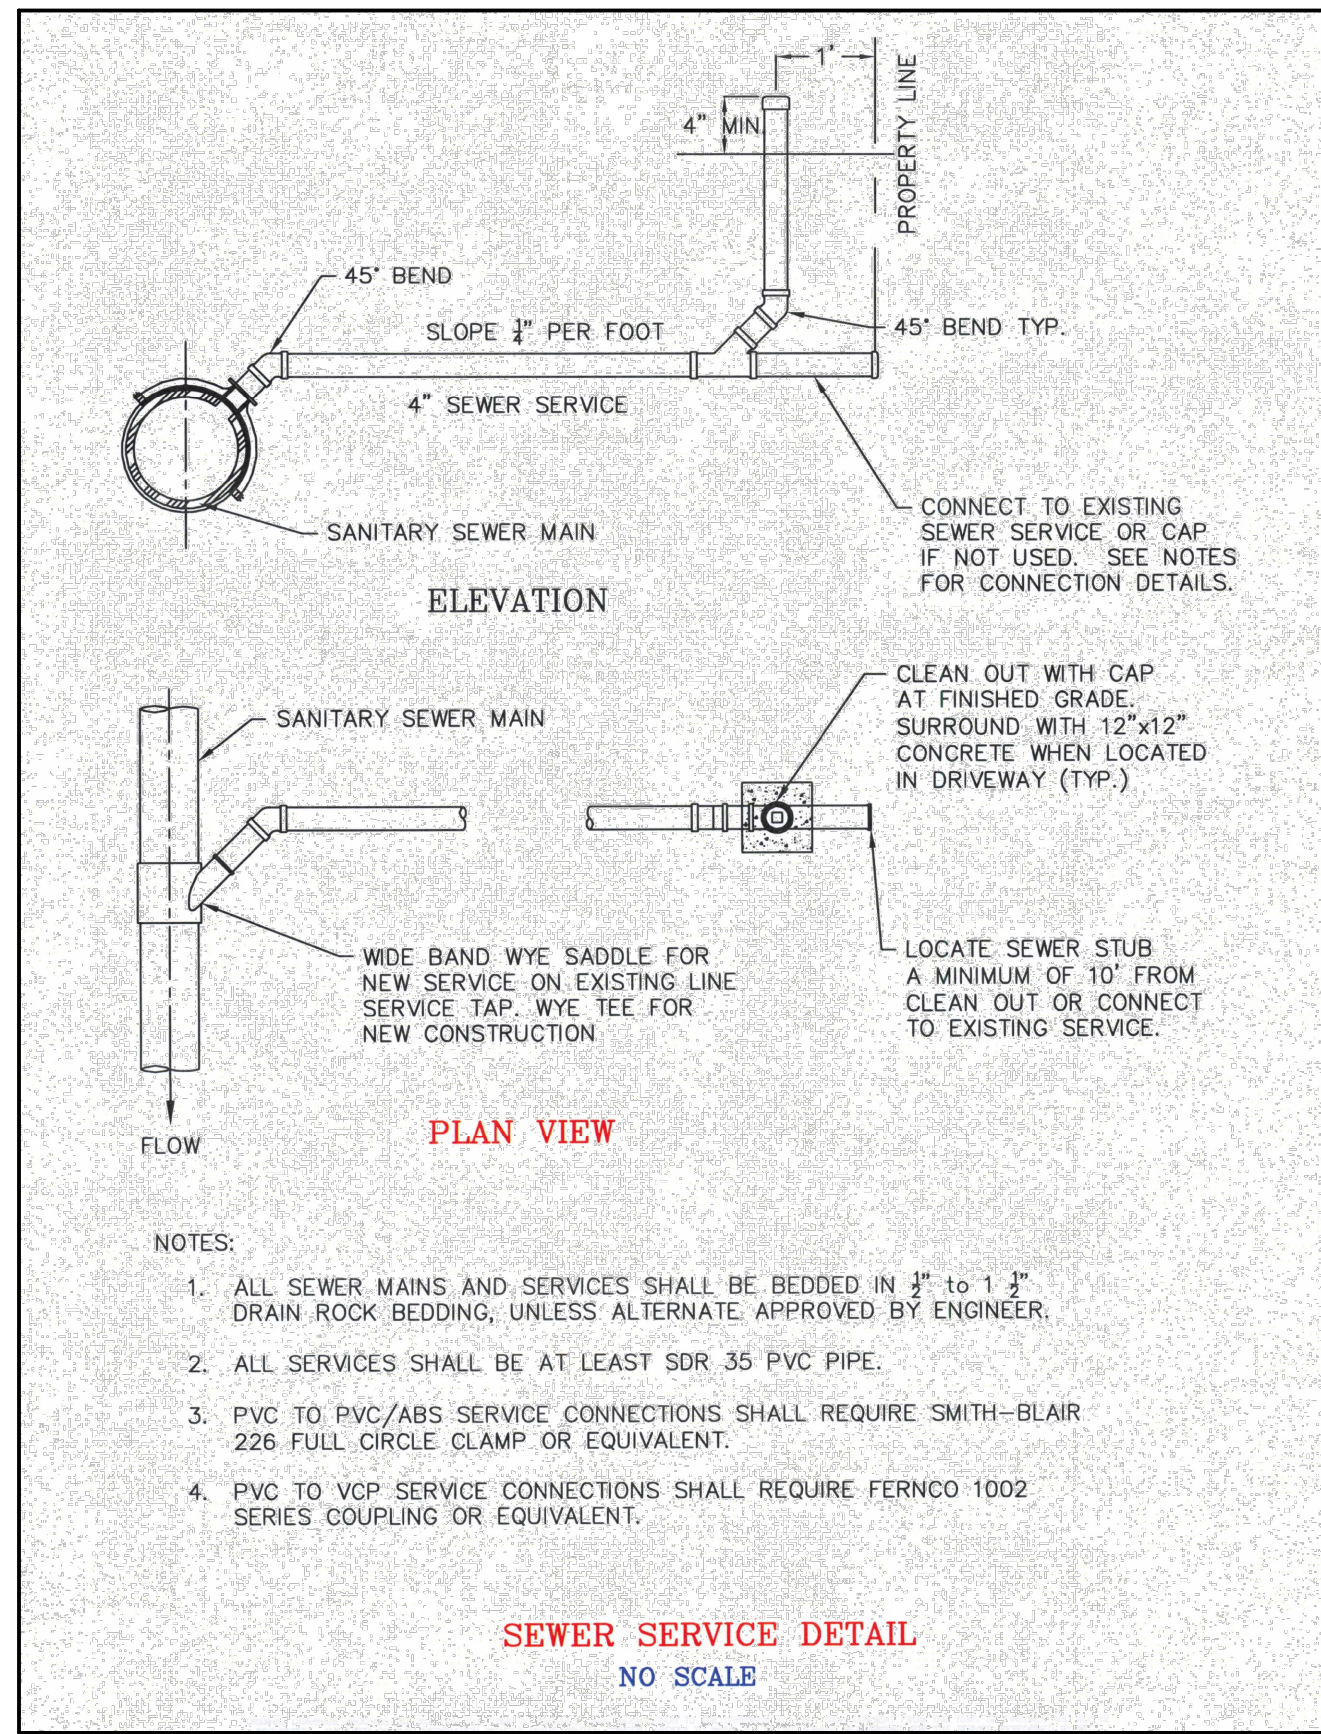 1'
PROPERTY LINE
4" MIN.
45° BEND
SLOPE 1/4" PER FOOT
45° BEND TYP.
4" SEWER SERVICE
SANITARY SEWER MAIN
CONNECT TO EXISTING
SEWER SERVICE OR CAP
IF NOT USED. SEE NOTES
FOR CONNECTION DETAILS.
ELEVATION
CLEAN OUT WITH CAP
AT FINISHED GRADE.
SURROUND WITH 12"x12"
CONCRETE WHEN LOCATED
IN DRIVEWAY (TYP.)
SANITARY SEWER MAIN
WIDE BAND WYE SADDLE FOR
NEW SERVICE ON EXISTING LINE
SERVICE TAP. WYE TEE FOR
NEW CONSTRUCTION
LOCATE SEWER STUB
A MINIMUM OF 10' FROM
CLEAN OUT OR CONNECT
TO EXISTING SERVICE.
FLOW
PLAN VIEW
NOTES:
1. ALL SEWER MAINS AND SERVICES SHALL BE BEDDED IN 1/2" to 1 1/2"
DRAIN ROCK BEDDING, UNLESS ALTERNATE APPROVED BY ENGINEER.
2. ALL SERVICES SHALL BE AT LEAST SDR 35 PVC PIPE.
3. PVC TO PVC/ABS SERVICE CONNECTIONS SHALL REQUIRE SMITH-BLAIR
226 FULL CIRCLE CLAMP OR EQUIVALENT.
4. PVC TO VCP SERVICE CONNECTIONS SHALL REQUIRE FERNCO 1002
SERIES COUPLING OR EQUIVALENT.
SEWER SERVICE DETAIL
NO SCALE